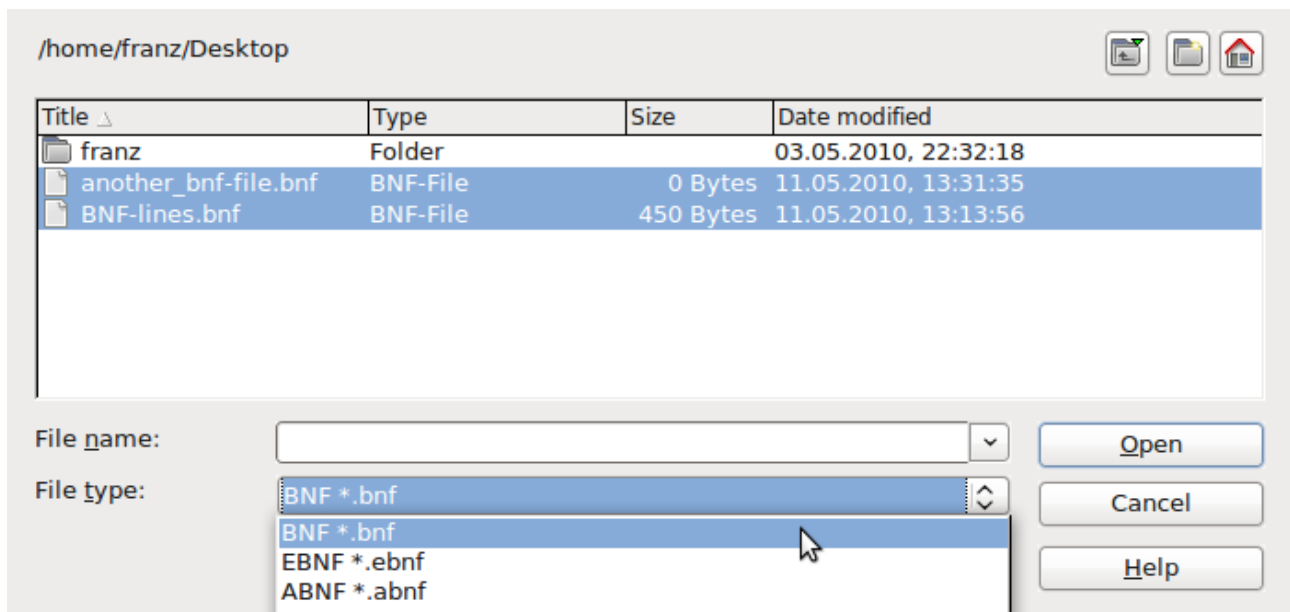 /home/franz/Desktop
Title Type Size Date modified
franz Folder 03.05.2010, 22:32:18
another_bnf-file.bnf BNF-File 0 Bytes 11.05.2010, 13:31:35
BNF-lines.bnf BNF-File 450 Bytes 11.05.2010, 13:13:56
File name: Open
File type: BNF *.bnf Cancel
BNF *.bnf
EBNF *.ebnf Help
ABNF *.abnf